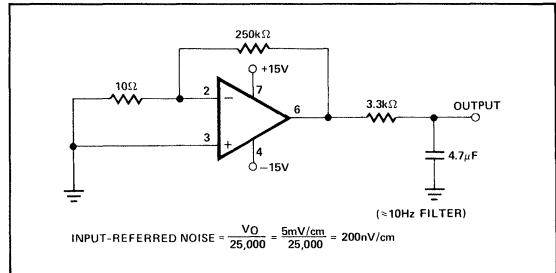 250kΩ
+15V
10Ω
2
7
−
6
3.3kΩ
OUTPUT
3
+
4
−15V
4.7μF
(≈10Hz FILTER)
INPUT-REFERRED NOISE = VO / 25,000 = 5mV/cm / 25,000 = 200nV/cm